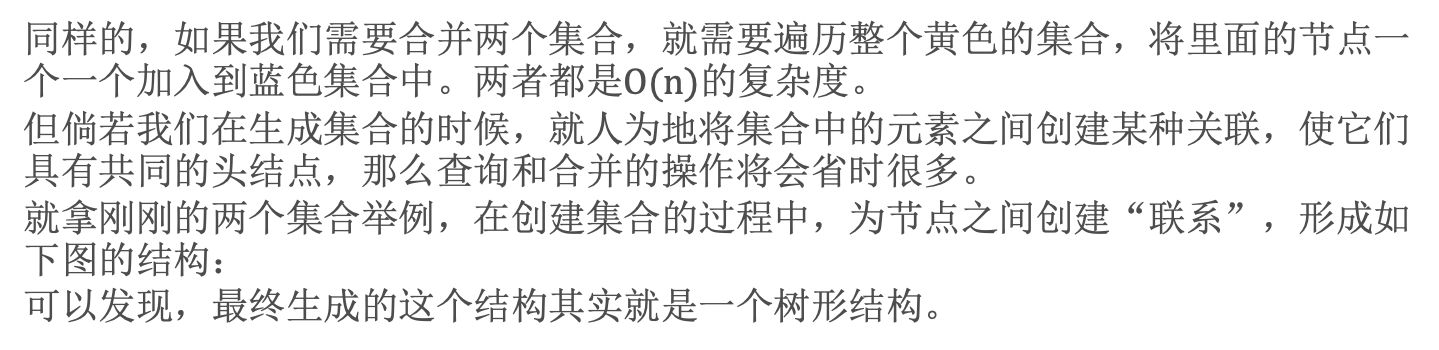 同样的，如果我们需要合并两个集合，就需要遍历整个黄色的集合，将里面的节点一
个一个加入到蓝色集合中。两者都是O(n)的复杂度。
但倘若我们在生成集合的时候，就人为地将集合中的元素之间创建某种关联，使它们
具有共同的头结点，那么查询和合并的操作将会省时很多。
就拿刚刚的两个集合举例，在创建集合的过程中，为节点之间创建“联系”，形成如
下图的结构：
可以发现，最终生成的这个结构其实就是一个树形结构。